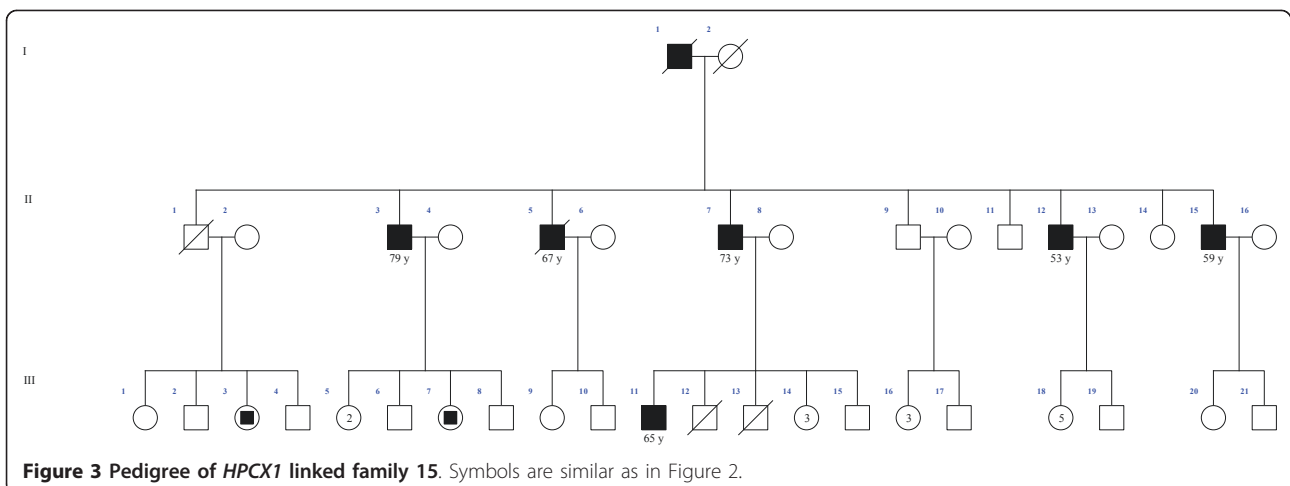 1 2
I
II
1 2 3 4 5 6 7 8 9 10 11 12 13 14 15 16
79 y 67 y 73 y 53 y 59 y
III
1 2 3 4 5 6 7 8 9 10 11 12 13 14 15 16 17 18 19 20 21
2 3 3 5
65 y
Figure 3 Pedigree of HPCX1 linked family 15. Symbols are similar as in Figure 2.